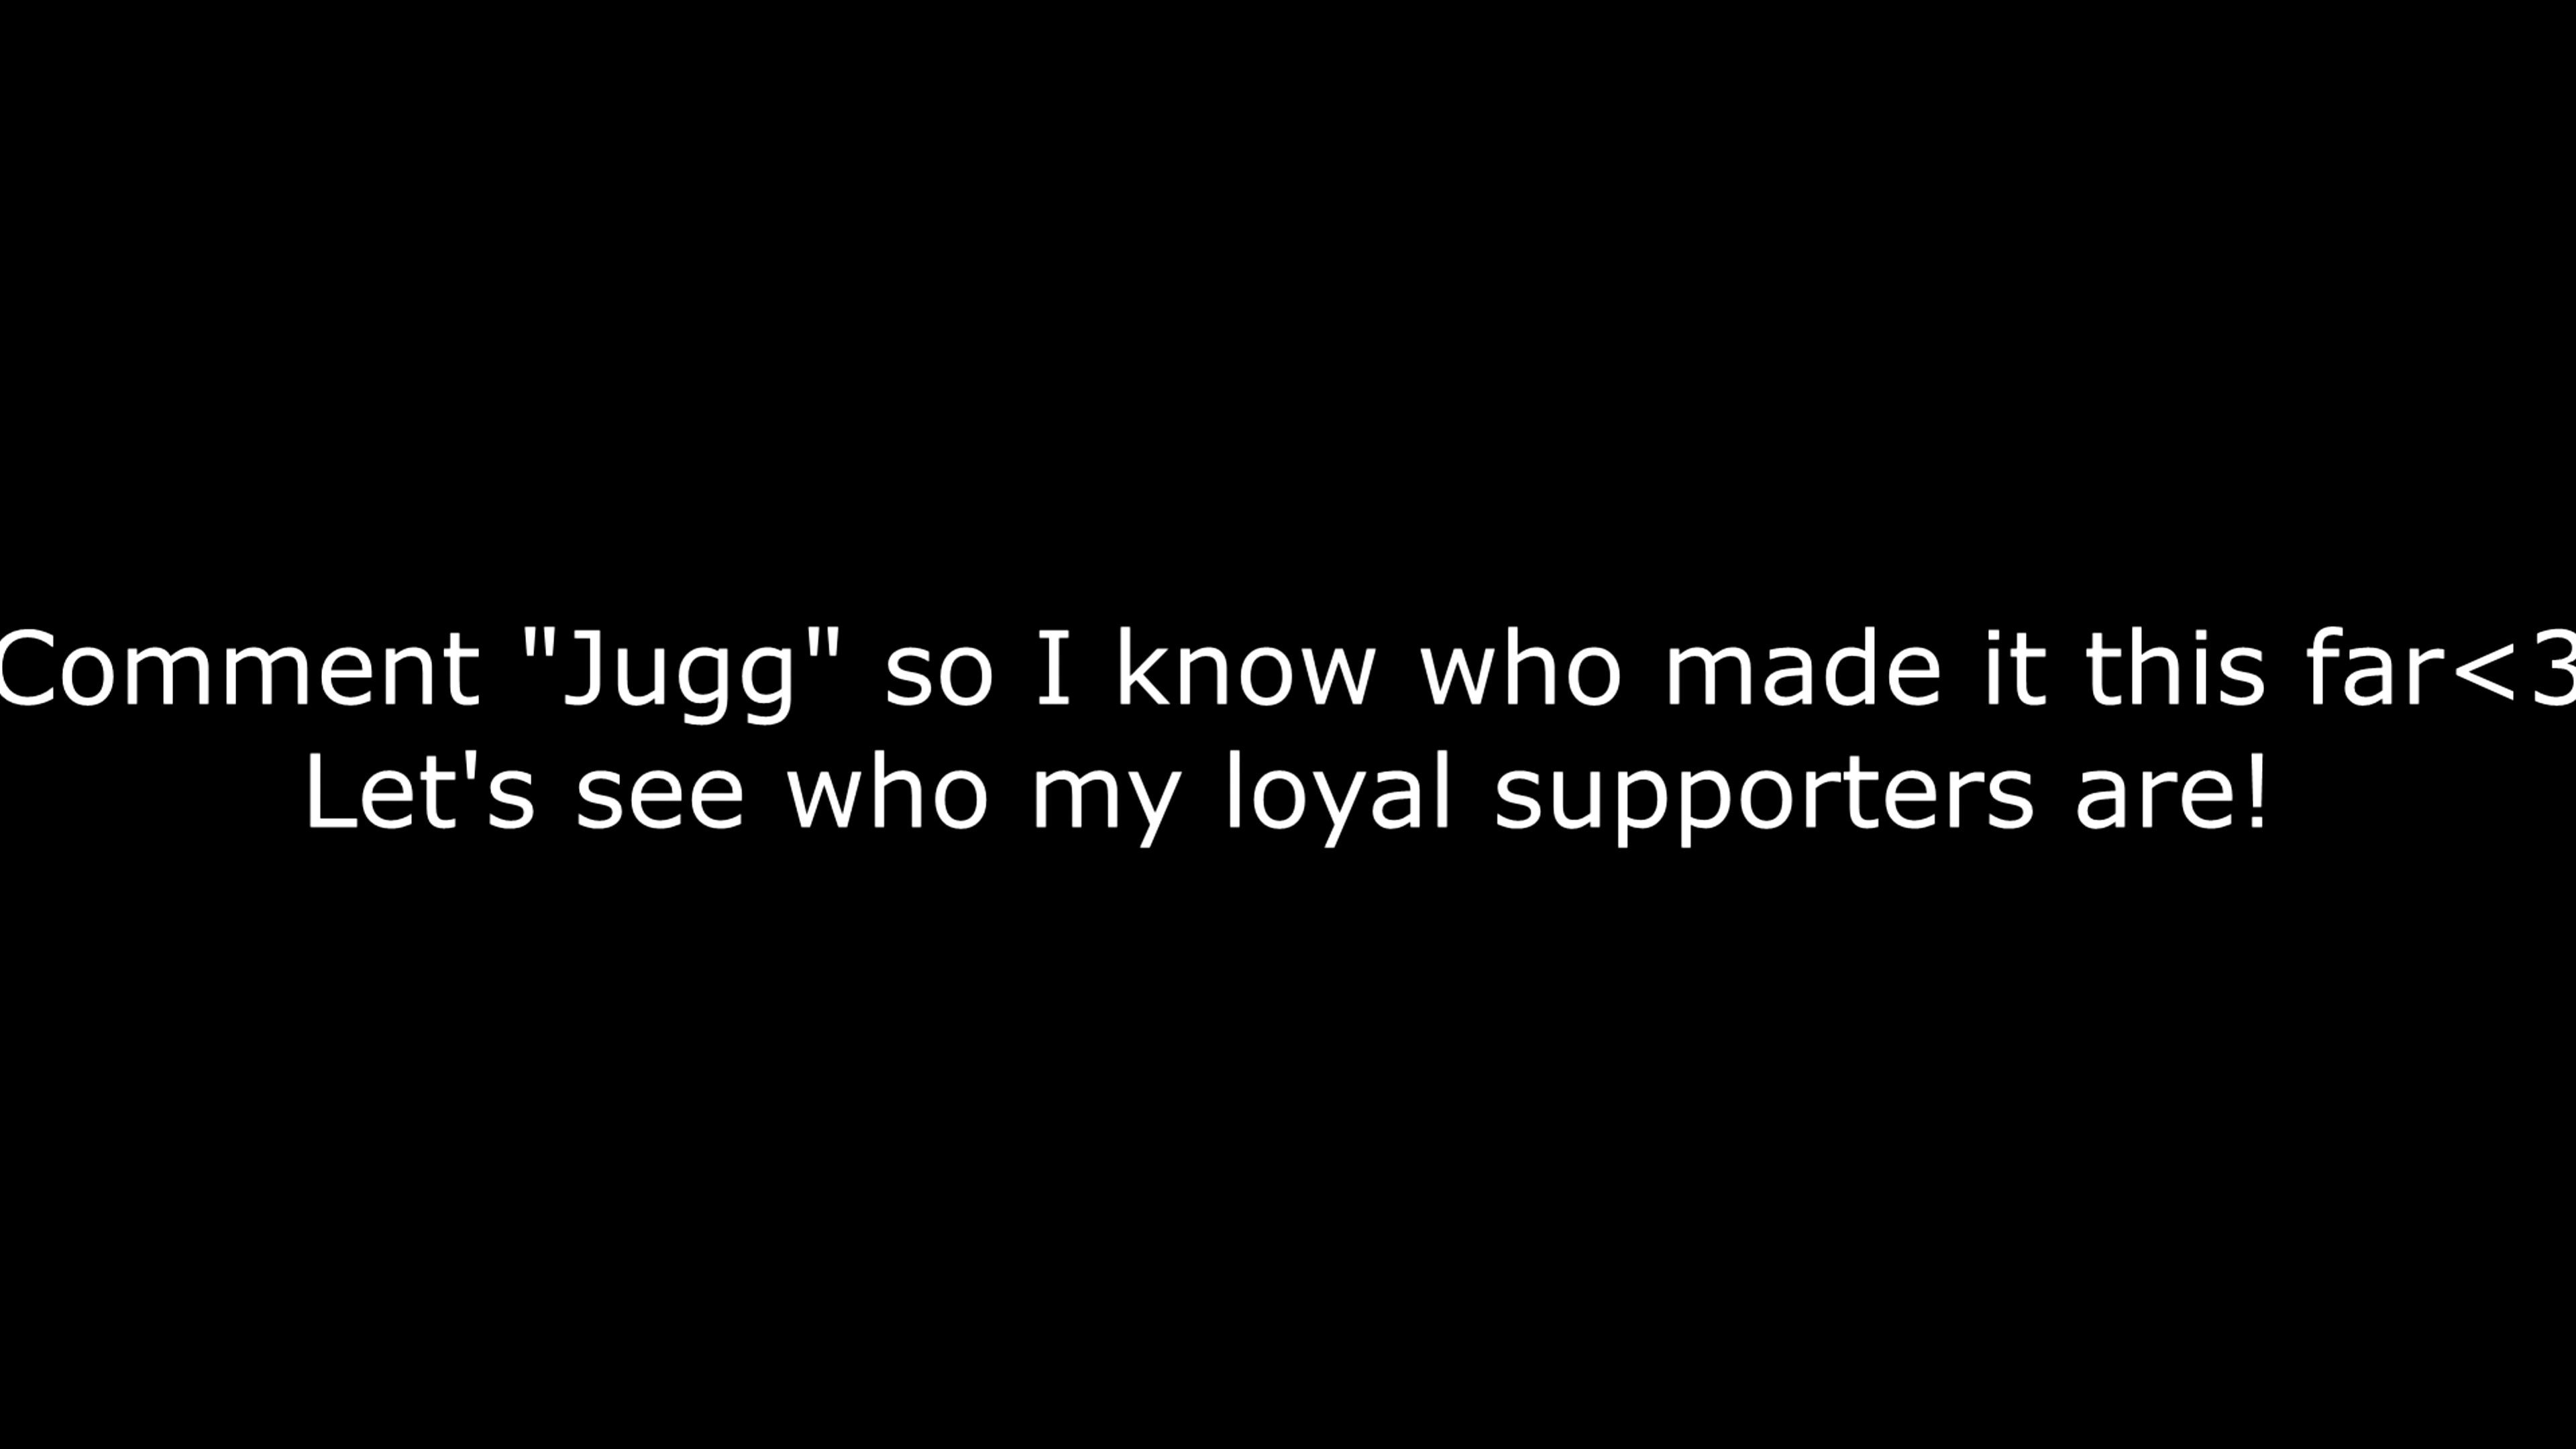 Comment "Jugg" so I know who made it this far<3
Let's see who my loyal supporters are!